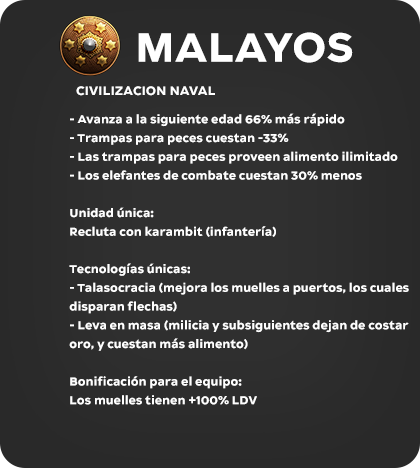 MALAYOS
CIVILIZACION NAVAL
- Avanza a la siguiente edad 66% más rápido
- Trampas para peces cuestan -33%
- Las trampas para peces proveen alimento ilimitado
- Los elefantes de combate cuestan 30% menos
Unidad única:
Recluta con karambit (infantería)
Tecnologías únicas:
- Talasocracia (mejora los muelles a puertos, los cuales
disparan flechas)
- Leva en masa (milicia y subsiguientes dejan de costar
oro, y cuestan más alimento)
Bonificación para el equipo:
Los muelles tienen +100% LDV